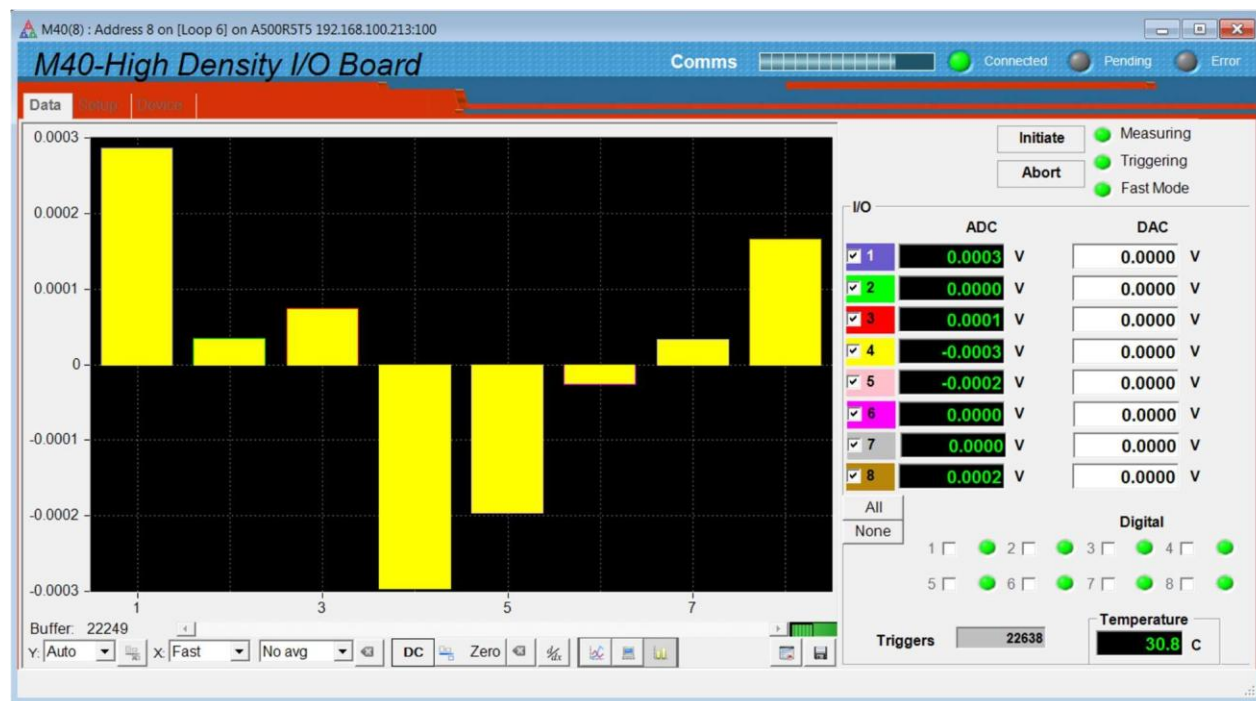 M40(8) : Address 8 on [Loop 6] on A500R5T5 192.168.100.213:100
M40-High Density I/O Board
Comms Connected Pending Error
Data Setup Device
0.0003
0.0002
0.0001
0
-0.0001
-0.0002
-0.0003
1 3 5 7
Buffer: 22249
Y: Auto X: Fast No avg DC Zero d/dx
Initiate Measuring
Abort Triggering
Fast Mode
I/O
ADC DAC
1 0.0003 V 0.0000 V
2 0.0000 V 0.0000 V
3 0.0001 V 0.0000 V
4 -0.0003 V 0.0000 V
5 -0.0002 V 0.0000 V
6 0.0000 V 0.0000 V
7 0.0000 V 0.0000 V
8 0.0002 V 0.0000 V
All
None
Digital
1 2 3 4
5 6 7 8
Triggers 22638
Temperature
30.8 C